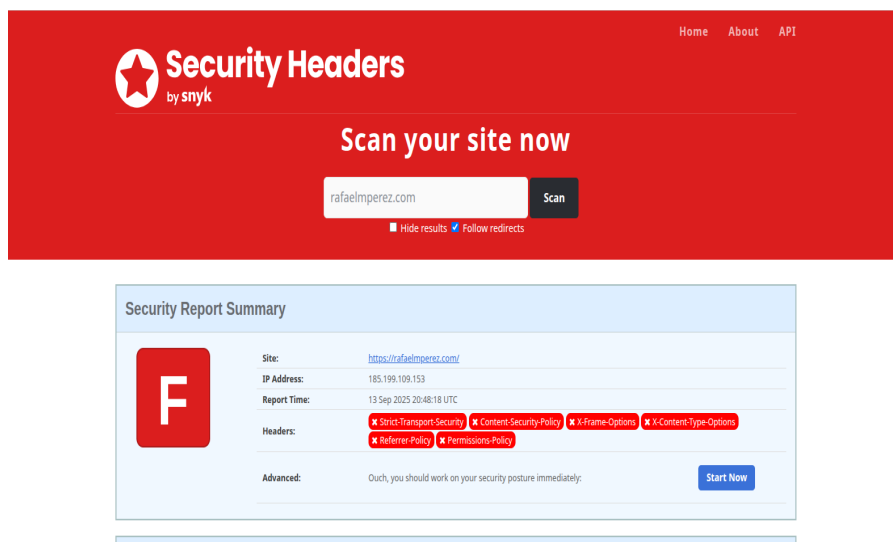 Home About API
Security Headers
by snyk
Scan your site now
rafaelmperez.com Scan
Hide results Follow redirects
Security Report Summary
F
Site: https://rafaelmperez.com/
IP Address: 185.199.109.153
Report Time: 13 Sep 2025 20:48:18 UTC
Headers: ✖ Strict-Transport-Security ✖ Content-Security-Policy ✖ X-Frame-Options ✖ X-Content-Type-Options
✖ Referrer-Policy ✖ Permissions-Policy
Advanced: Ouch, you should work on your security posture immediately: Start Now